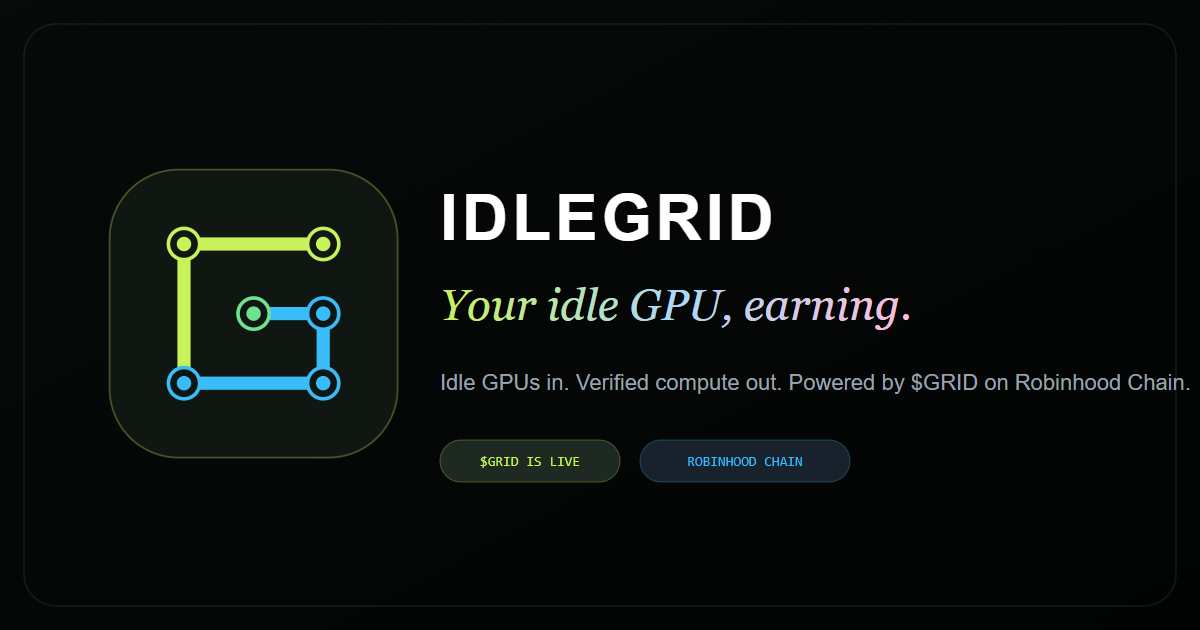 IDLEGRID
Your idle GPU, earning.
Idle GPUs in. Verified compute out. Powered by $GRID on Robinhood Chain.
$GRID IS LIVE
ROBINHOOD CHAIN